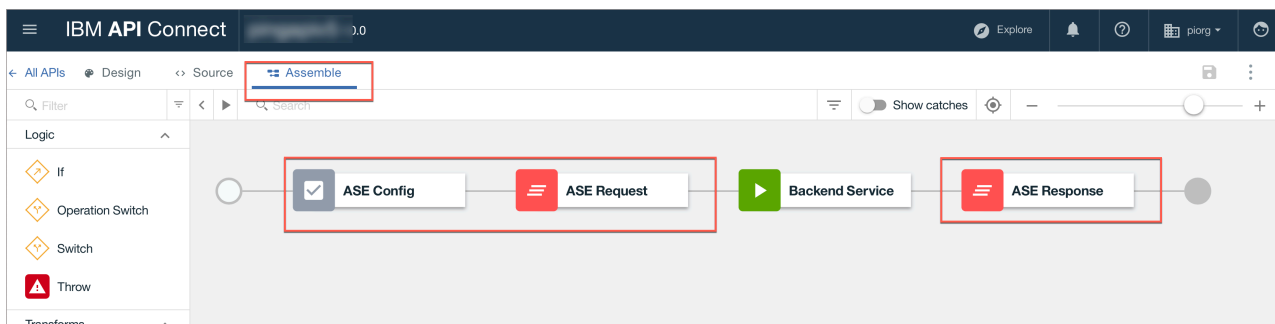 IBM API Connect
0.0
Explore
piorg
All APIs
Design
<> Source
Assemble
Filter
Search
Show catches
Logic
If
Operation Switch
Switch
Throw
Transforms
ASE Config
ASE Request
Backend Service
ASE Response